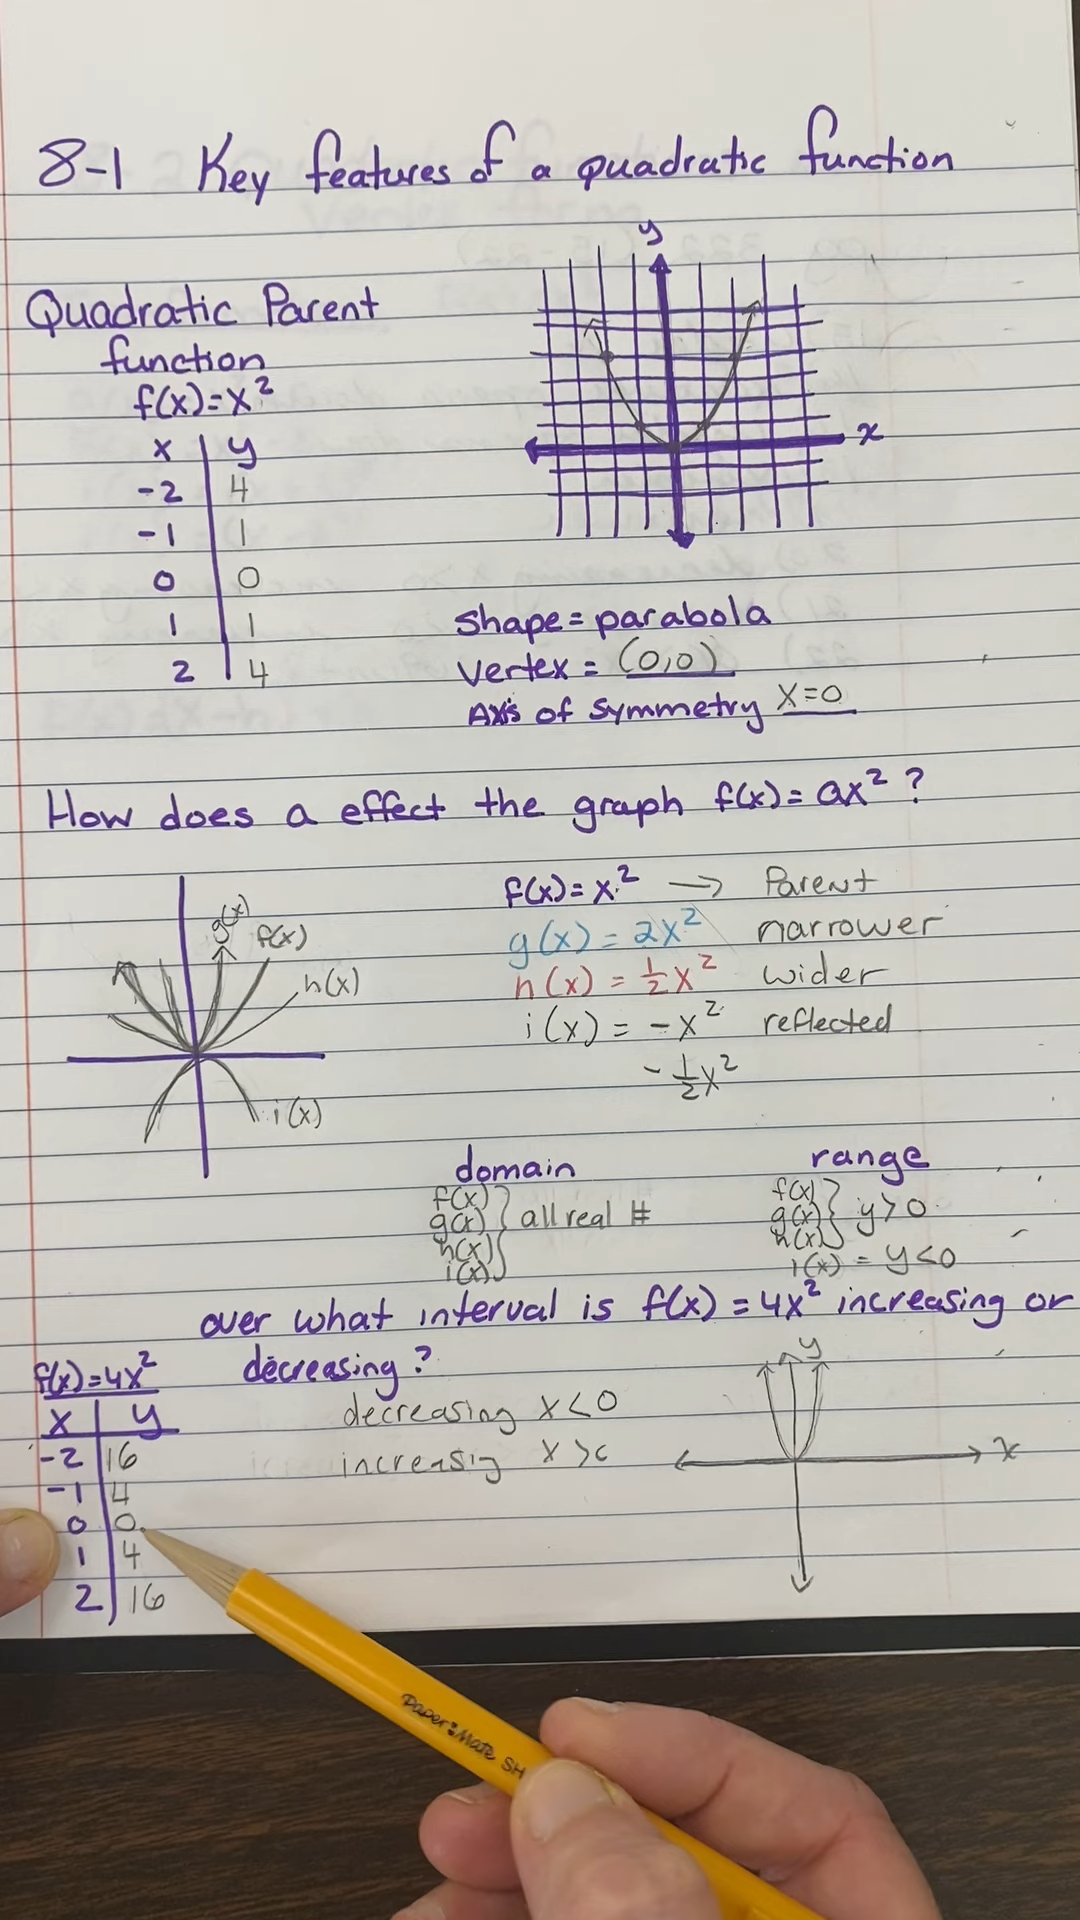 8-1 Key features of a quadratic function
y
Quadratic Parent
function
f(x)=x²
x
x | y
-2 | 4
-1 | 1
0 | 0
1 | 1
2 | 4
Shape = parabola
Vertex = (0,0)
Axis of Symmetry X=0
How does a effect the graph f(x)= ax² ?
f(x)= x² → Parent
g(x) = 2x² narrower
h(x) = ½x² wider
i(x) = -x² reflected
-½x²
g(x)
f(x)
h(x)
i(x)
domain
f(x)
g(x) } all real #
h(x)
i(x)
range
f(x)
g(x) } y>0
h(x)
i(x) = y<0
over what interval is f(x) = 4x² increasing or
decreasing?
decreasing x<0
increasig x >c
f(x)=4x²
x | y
-2 | 16
-1 | 4
0 | 0
1 | 4
2 | 16
y
x
Paper:Mate SH